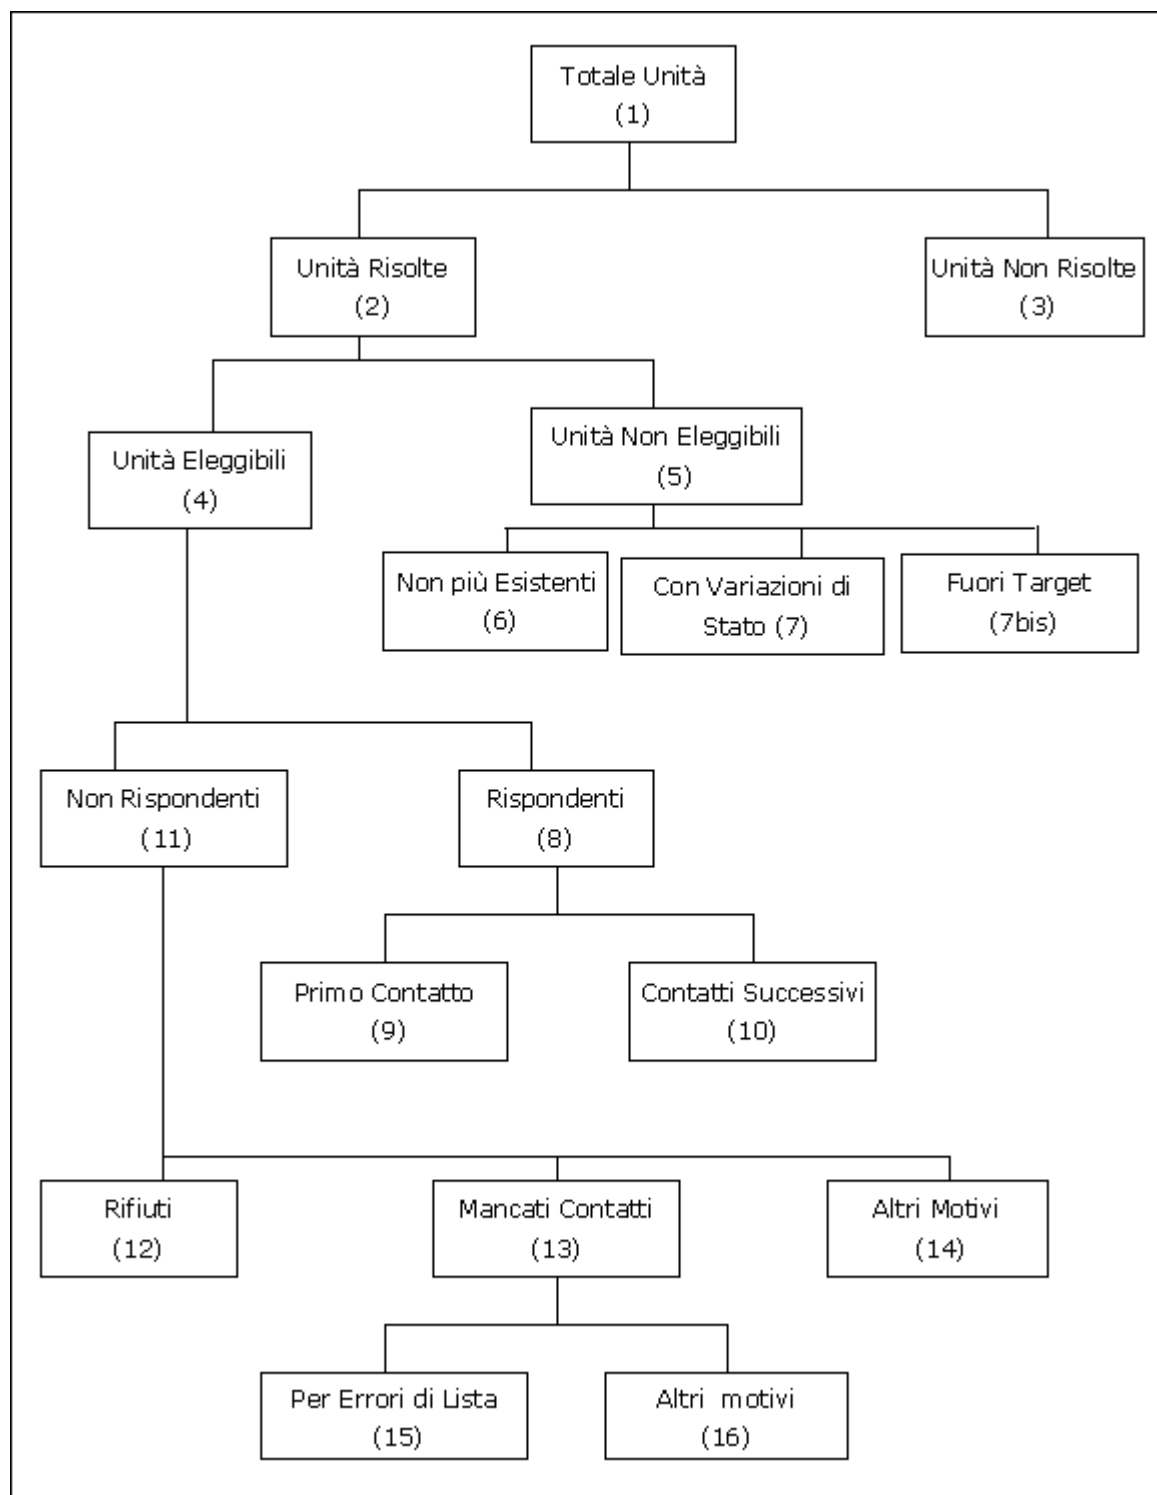 Totale Unità
(1)
Unità Risolte
(2)
Unità Non Risolte
(3)
Unità Eleggibili
(4)
Unità Non Eleggibili
(5)
Non più Esistenti
(6)
Con Variazioni di
Stato (7)
Fuori Target
(7bis)
Non Rispondenti
(11)
Rispondenti
(8)
Primo Contatto
(9)
Contatti Successivi
(10)
Rifiuti
(12)
Mancati Contatti
(13)
Altri Motivi
(14)
Per Errori di Lista
(15)
Altri motivi
(16)